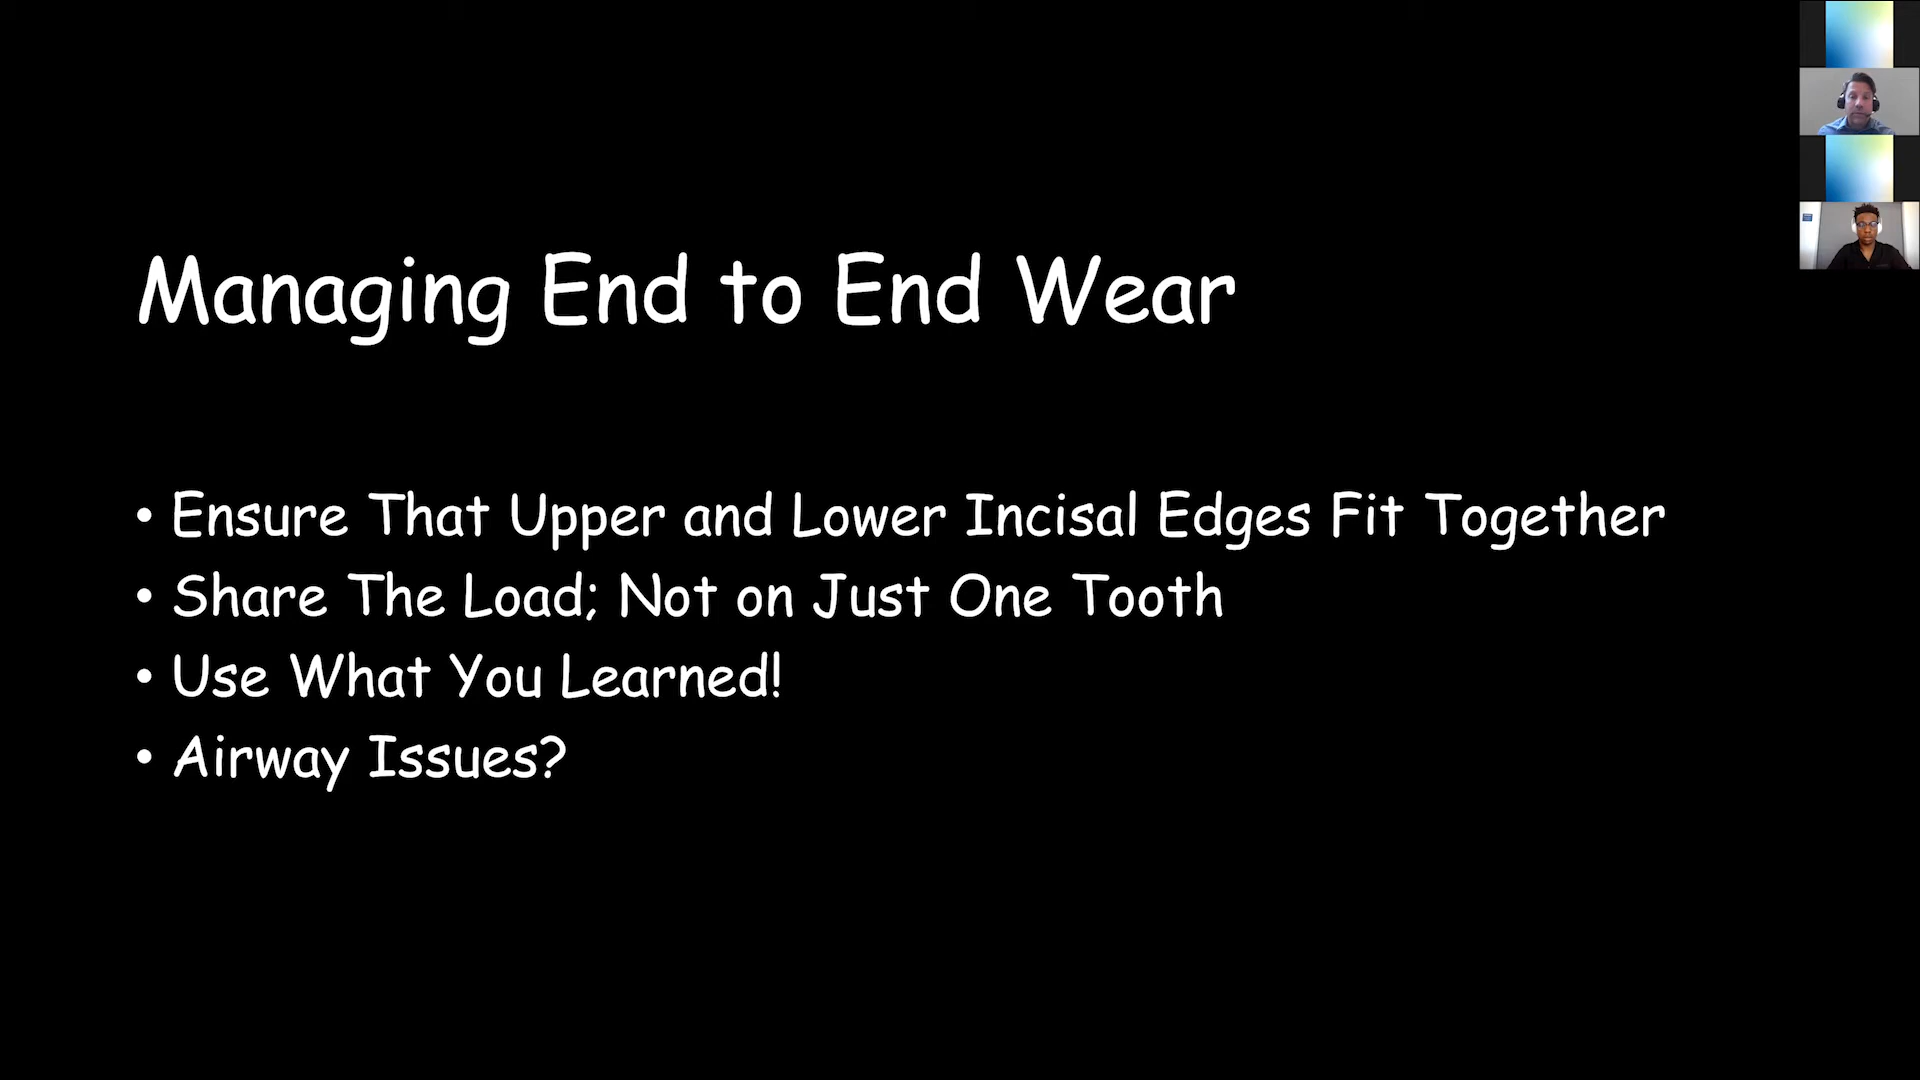 Managing End to End Wear
• Ensure That Upper and Lower Incisal Edges Fit Together
• Share The Load; Not on Just One Tooth
• Use What You Learned!
• Airway Issues?